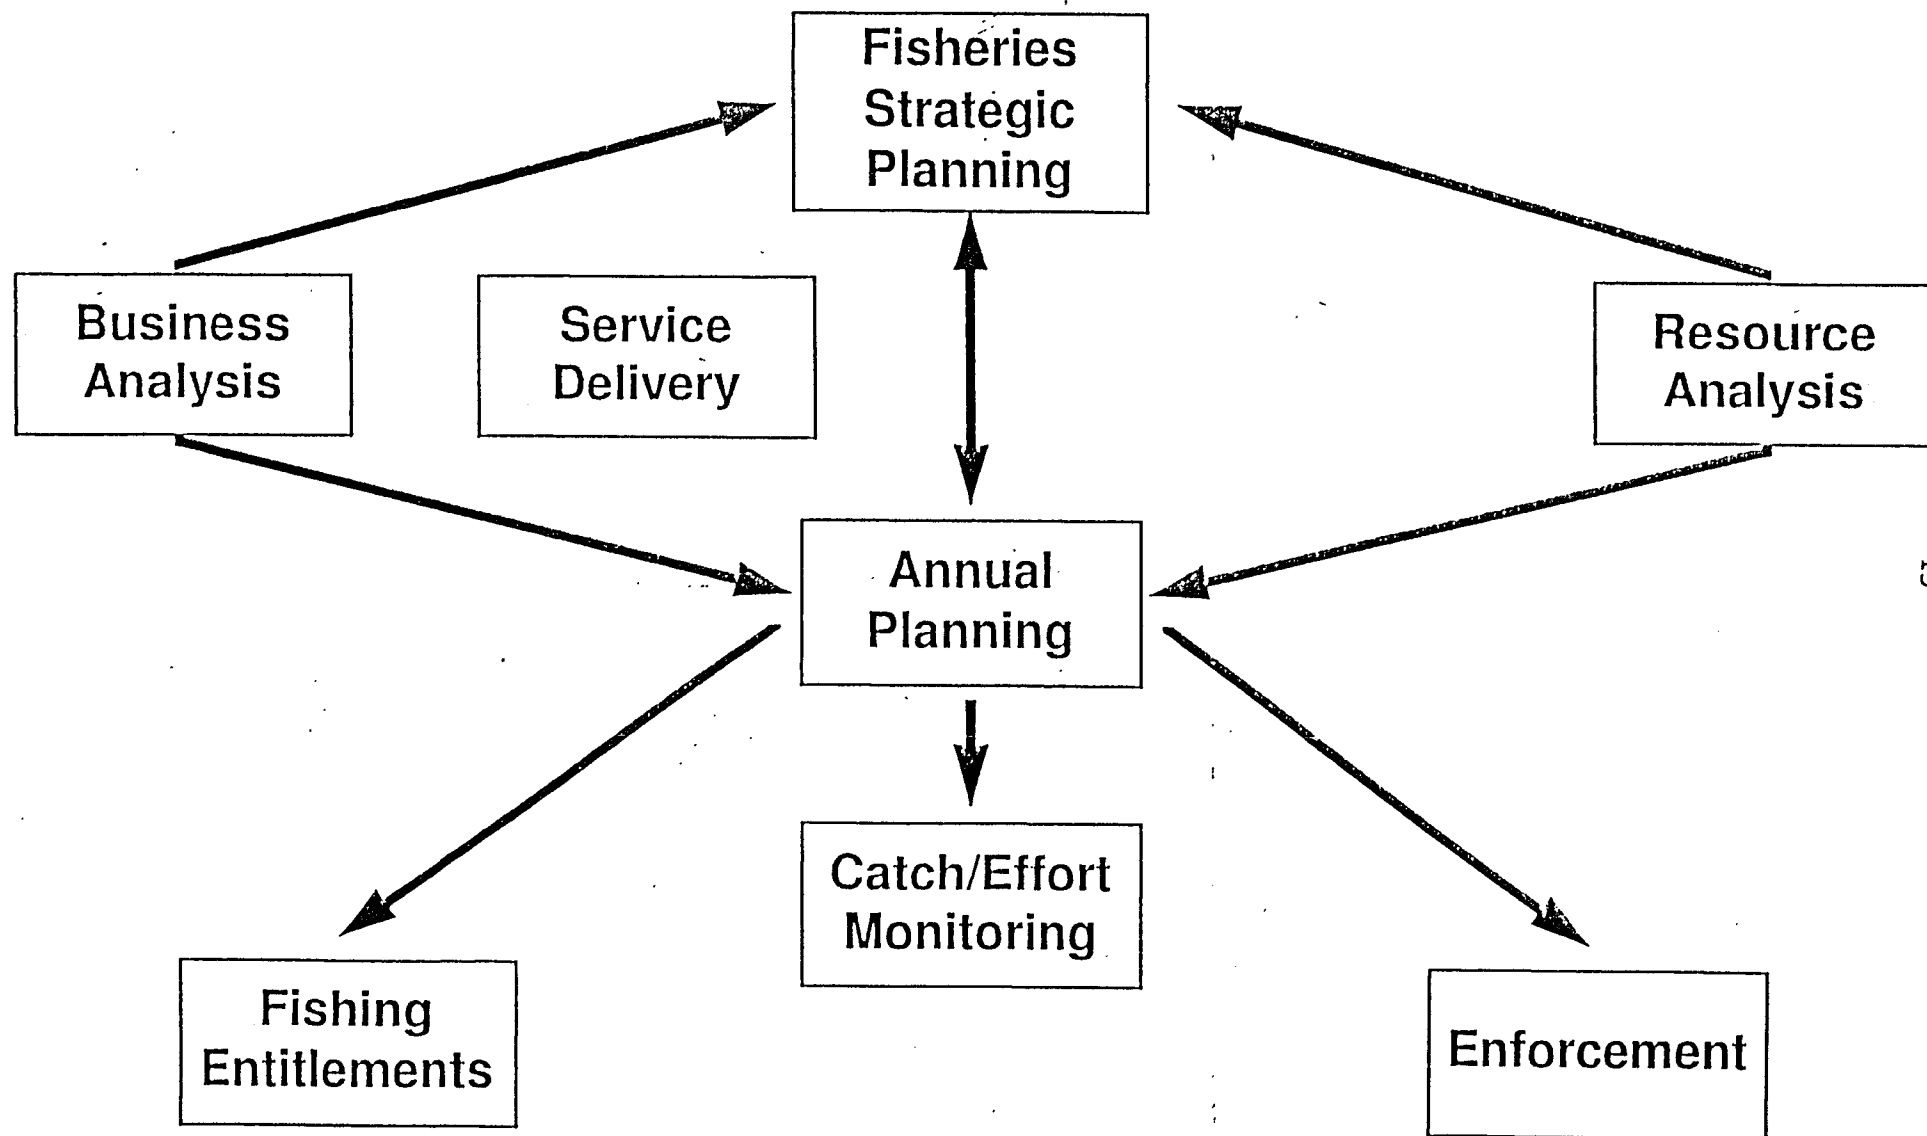 Fisheries
Strategic
Planning
Business
Analysis
Service
Delivery
Resource
Analysis
Annual
Planning
Catch/Effort
Monitoring
Fishing
Entitlements
Enforcement